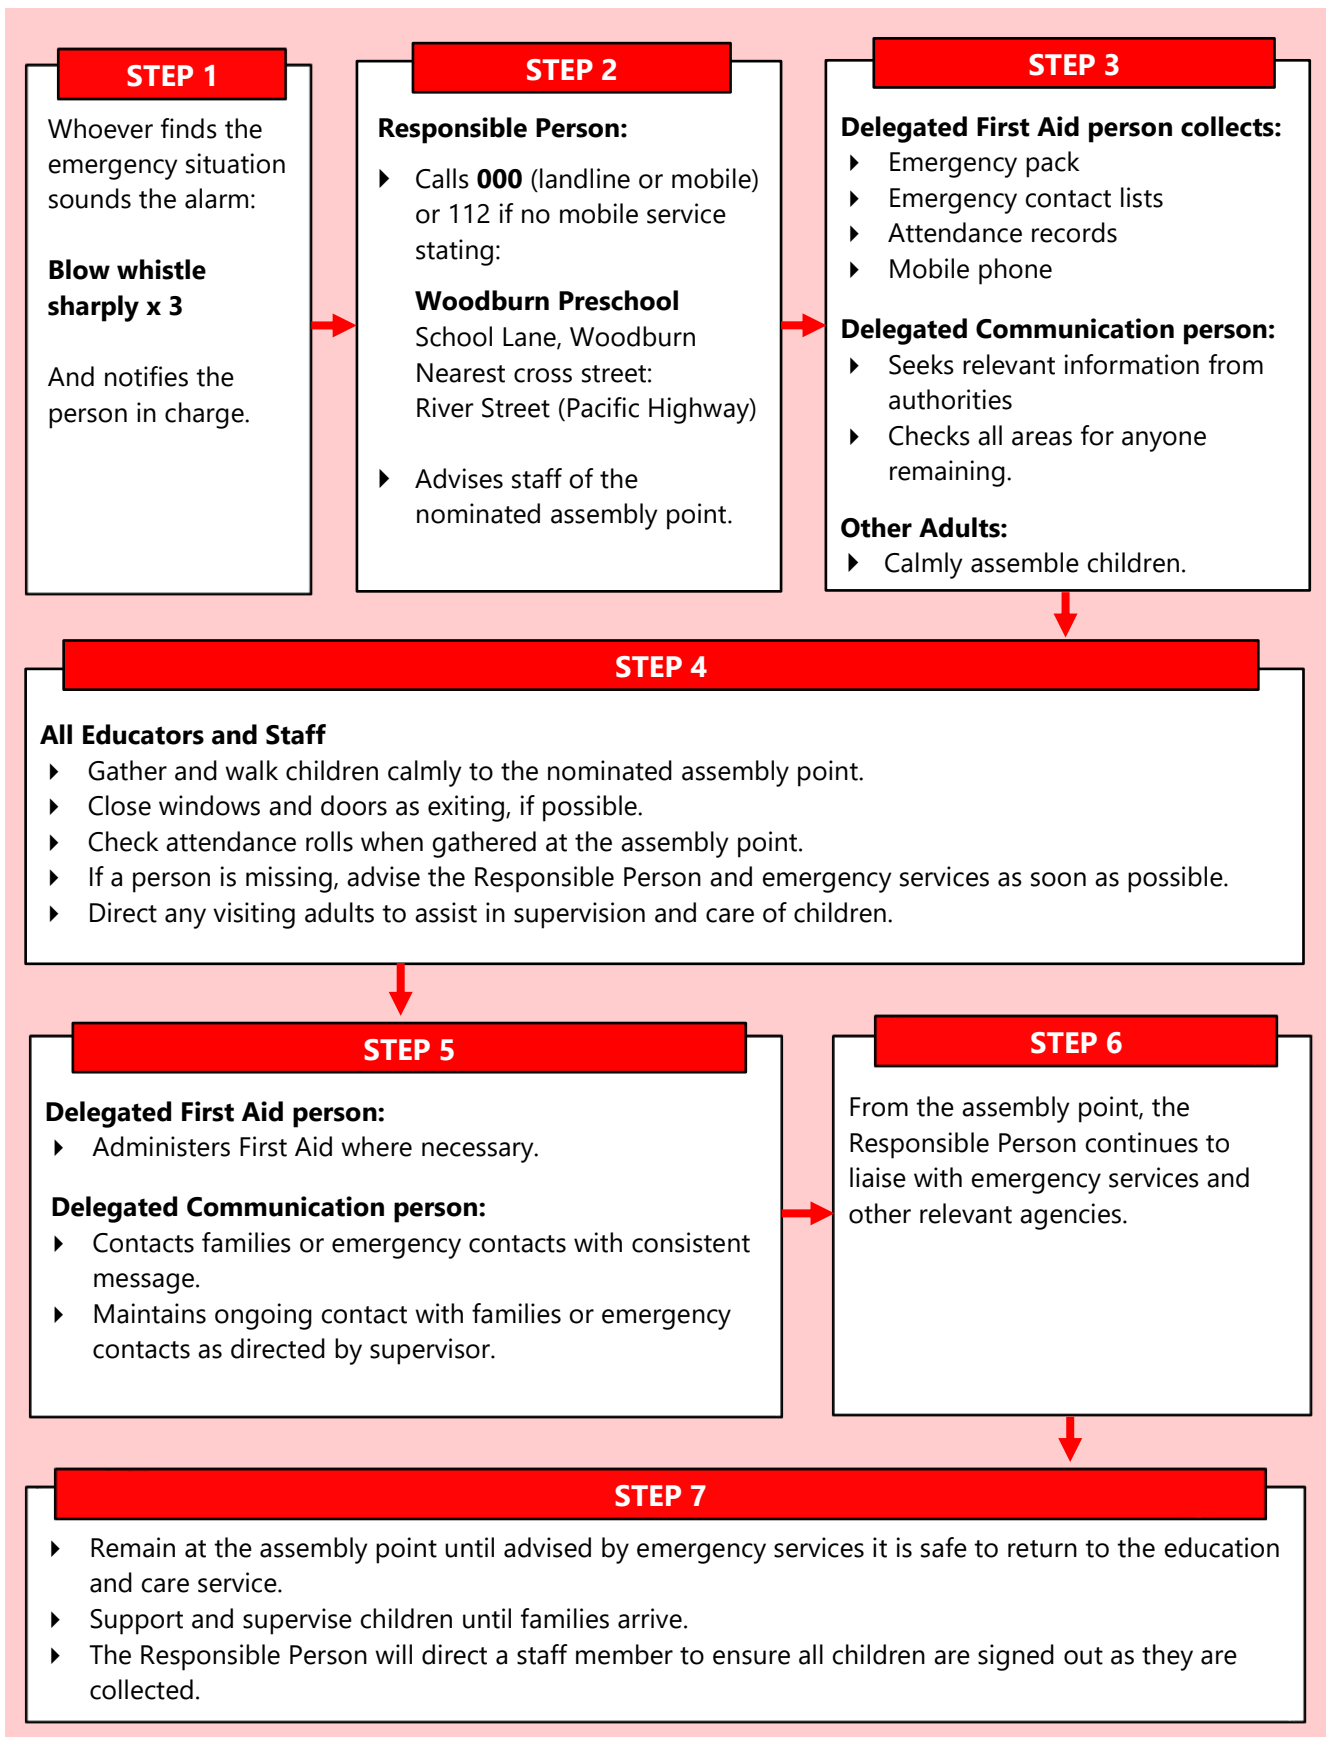 STEP 1
Whoever finds the
emergency situation
sounds the alarm:
Blow whistle
sharply x 3
And notifies the
person in charge.
STEP 2
Responsible Person:
Calls 000 (landline or mobile)
or 112 if no mobile service
stating:
Woodburn Preschool
School Lane, Woodburn
Nearest cross street:
River Street (Pacific Highway)
Advises staff of the
nominated assembly point.
STEP 3
Delegated First Aid person collects:
Emergency pack
Emergency contact lists
Attendance records
Mobile phone
Delegated Communication person:
Seeks relevant information from
authorities
Checks all areas for anyone
remaining.
Other Adults:
Calmly assemble children.
STEP 4
All Educators and Staff
Gather and walk children calmly to the nominated assembly point.
Close windows and doors as exiting, if possible.
Check attendance rolls when gathered at the assembly point.
If a person is missing, advise the Responsible Person and emergency services as soon as possible.
Direct any visiting adults to assist in supervision and care of children.
STEP 5
Delegated First Aid person:
Administers First Aid where necessary.
Delegated Communication person:
Contacts families or emergency contacts with consistent
message.
Maintains ongoing contact with families or emergency
contacts as directed by supervisor.
STEP 6
From the assembly point, the
Responsible Person continues to
liaise with emergency services and
other relevant agencies.
STEP 7
Remain at the assembly point until advised by emergency services it is safe to return to the education
and care service.
Support and supervise children until families arrive.
The Responsible Person will direct a staff member to ensure all children are signed out as they are
collected.